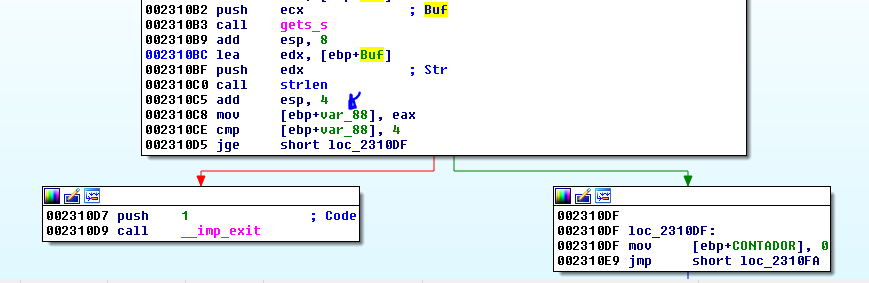 002310B2 push ecx ; Buf
002310B3 call gets_s
002310B9 add esp, 8
002310BC lea edx, [ebp+Buf]
002310BF push edx ; Str
002310C0 call strlen
002310C5 add esp, 4
002310C8 mov [ebp+var_88], eax
002310CE cmp [ebp+var_88], 4
002310D5 jge short loc_2310DF
002310D7 push 1 ; Code
002310D9 call __imp_exit
002310DF
002310DF loc_2310DF:
002310DF mov [ebp+CONTADOR], 0
002310E9 jmp short loc_2310FA